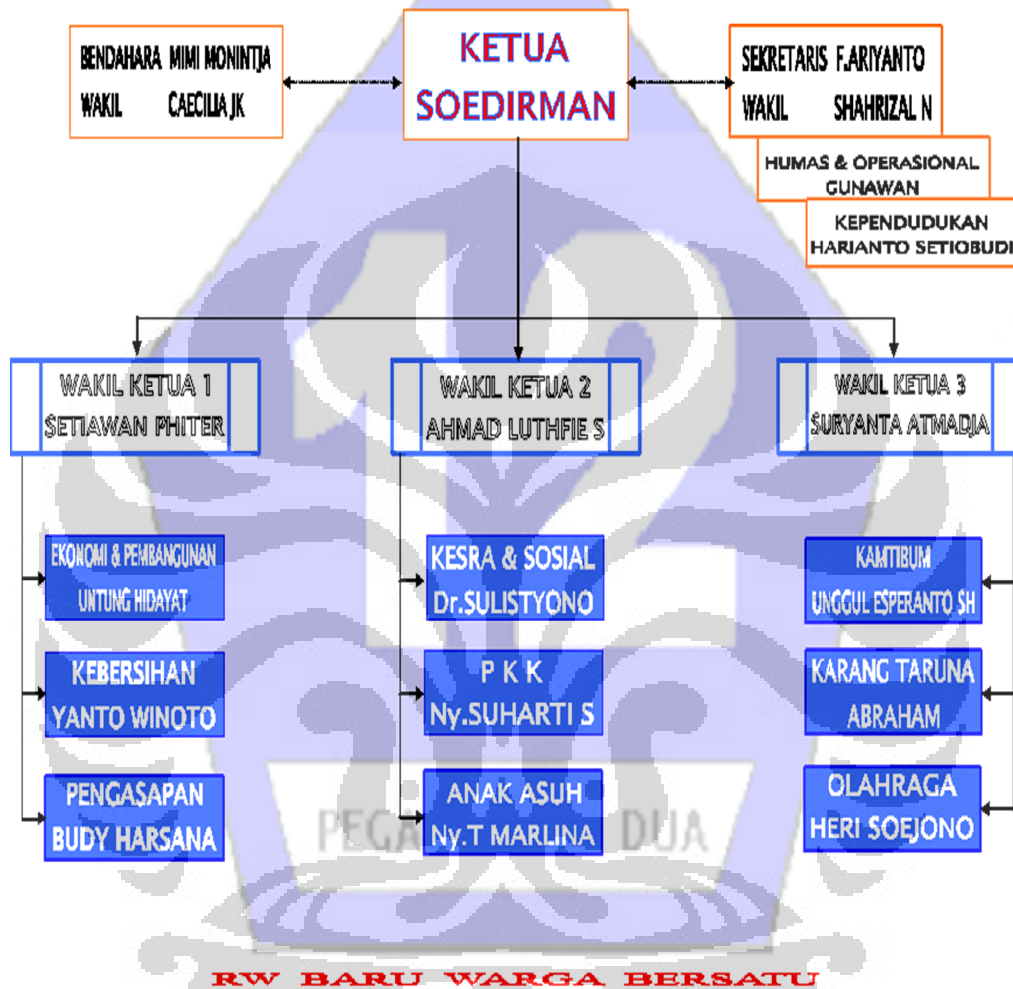 BENDAHARA MIMI MONINTJA
WAKIL CAECILIA JK
KETUA
SOEDIRMAN
SEKRETARIS F.ARIYANTO
WAKIL SHAHRIZAL N
HUMAS & OPERASIONAL
GUNAWAN
KEPENDUDUKAN
HARIANTO SETIOBUDI
WAKIL KETUA 1
SETIAWAN PHITER
WAKIL KETUA 2
AHMAD LUTHFIE S
WAKIL KETUA 3
SURYANTA ATMADJA
EKONOMI & PEMBANGUNAN
UNTUNG HIDAYAT
KEBERSIHAN
YANTO WINOTO
PENGASAPAN
BUDY HARSANA
KESRA & SOSIAL
Dr.SULISTYONO
P K K
Ny.SUHARTI S
ANAK ASUH
Ny.T MARLINA
KAMTIBUM
UNGGUL ESPERANTO SH
KARANG TARUNA
ABRAHAM
OLAHRAGA
HERI SOEJONO
12
DUA
RW BARU WARGA BERSATU